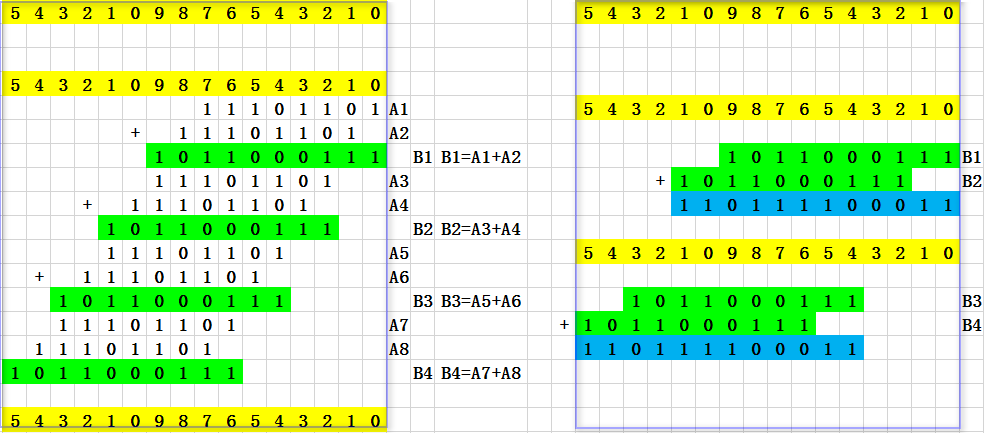 5 4 3 2 1 0 9 8 7 6 5 4 3 2 1 0
5 4 3 2 1 0 9 8 7 6 5 4 3 2 1 0
1 1 1 0 1 1 0 1 A1
+ 1 1 1 0 1 1 0 1 A2
1 0 1 1 0 0 0 1 1 1 B1 B1=A1+A2
1 1 1 0 1 1 0 1 A3
+ 1 1 1 0 1 1 0 1 A4
1 0 1 1 0 0 0 1 1 1 B2 B2=A3+A4
1 1 1 0 1 1 0 1 A5
+ 1 1 1 0 1 1 0 1 A6
1 0 1 1 0 0 0 1 1 1 B3 B3=A5+A6
1 1 1 0 1 1 0 1 A7
1 1 1 0 1 1 0 1 A8
1 0 1 1 0 0 0 1 1 1 B4 B4=A7+A8
5 4 3 2 1 0 9 8 7 6 5 4 3 2 1 0
5 4 3 2 1 0 9 8 7 6 5 4 3 2 1 0
5 4 3 2 1 0 9 8 7 6 5 4 3 2 1 0
1 0 1 1 0 0 0 1 1 1 B1
+ 1 0 1 1 0 0 0 1 1 1 B2
1 1 0 1 1 1 1 0 0 0 1 1
5 4 3 2 1 0 9 8 7 6 5 4 3 2 1 0
1 0 1 1 0 0 0 1 1 1 B3
+ 1 0 1 1 0 0 0 1 1 1 B4
1 1 0 1 1 1 1 0 0 0 1 1